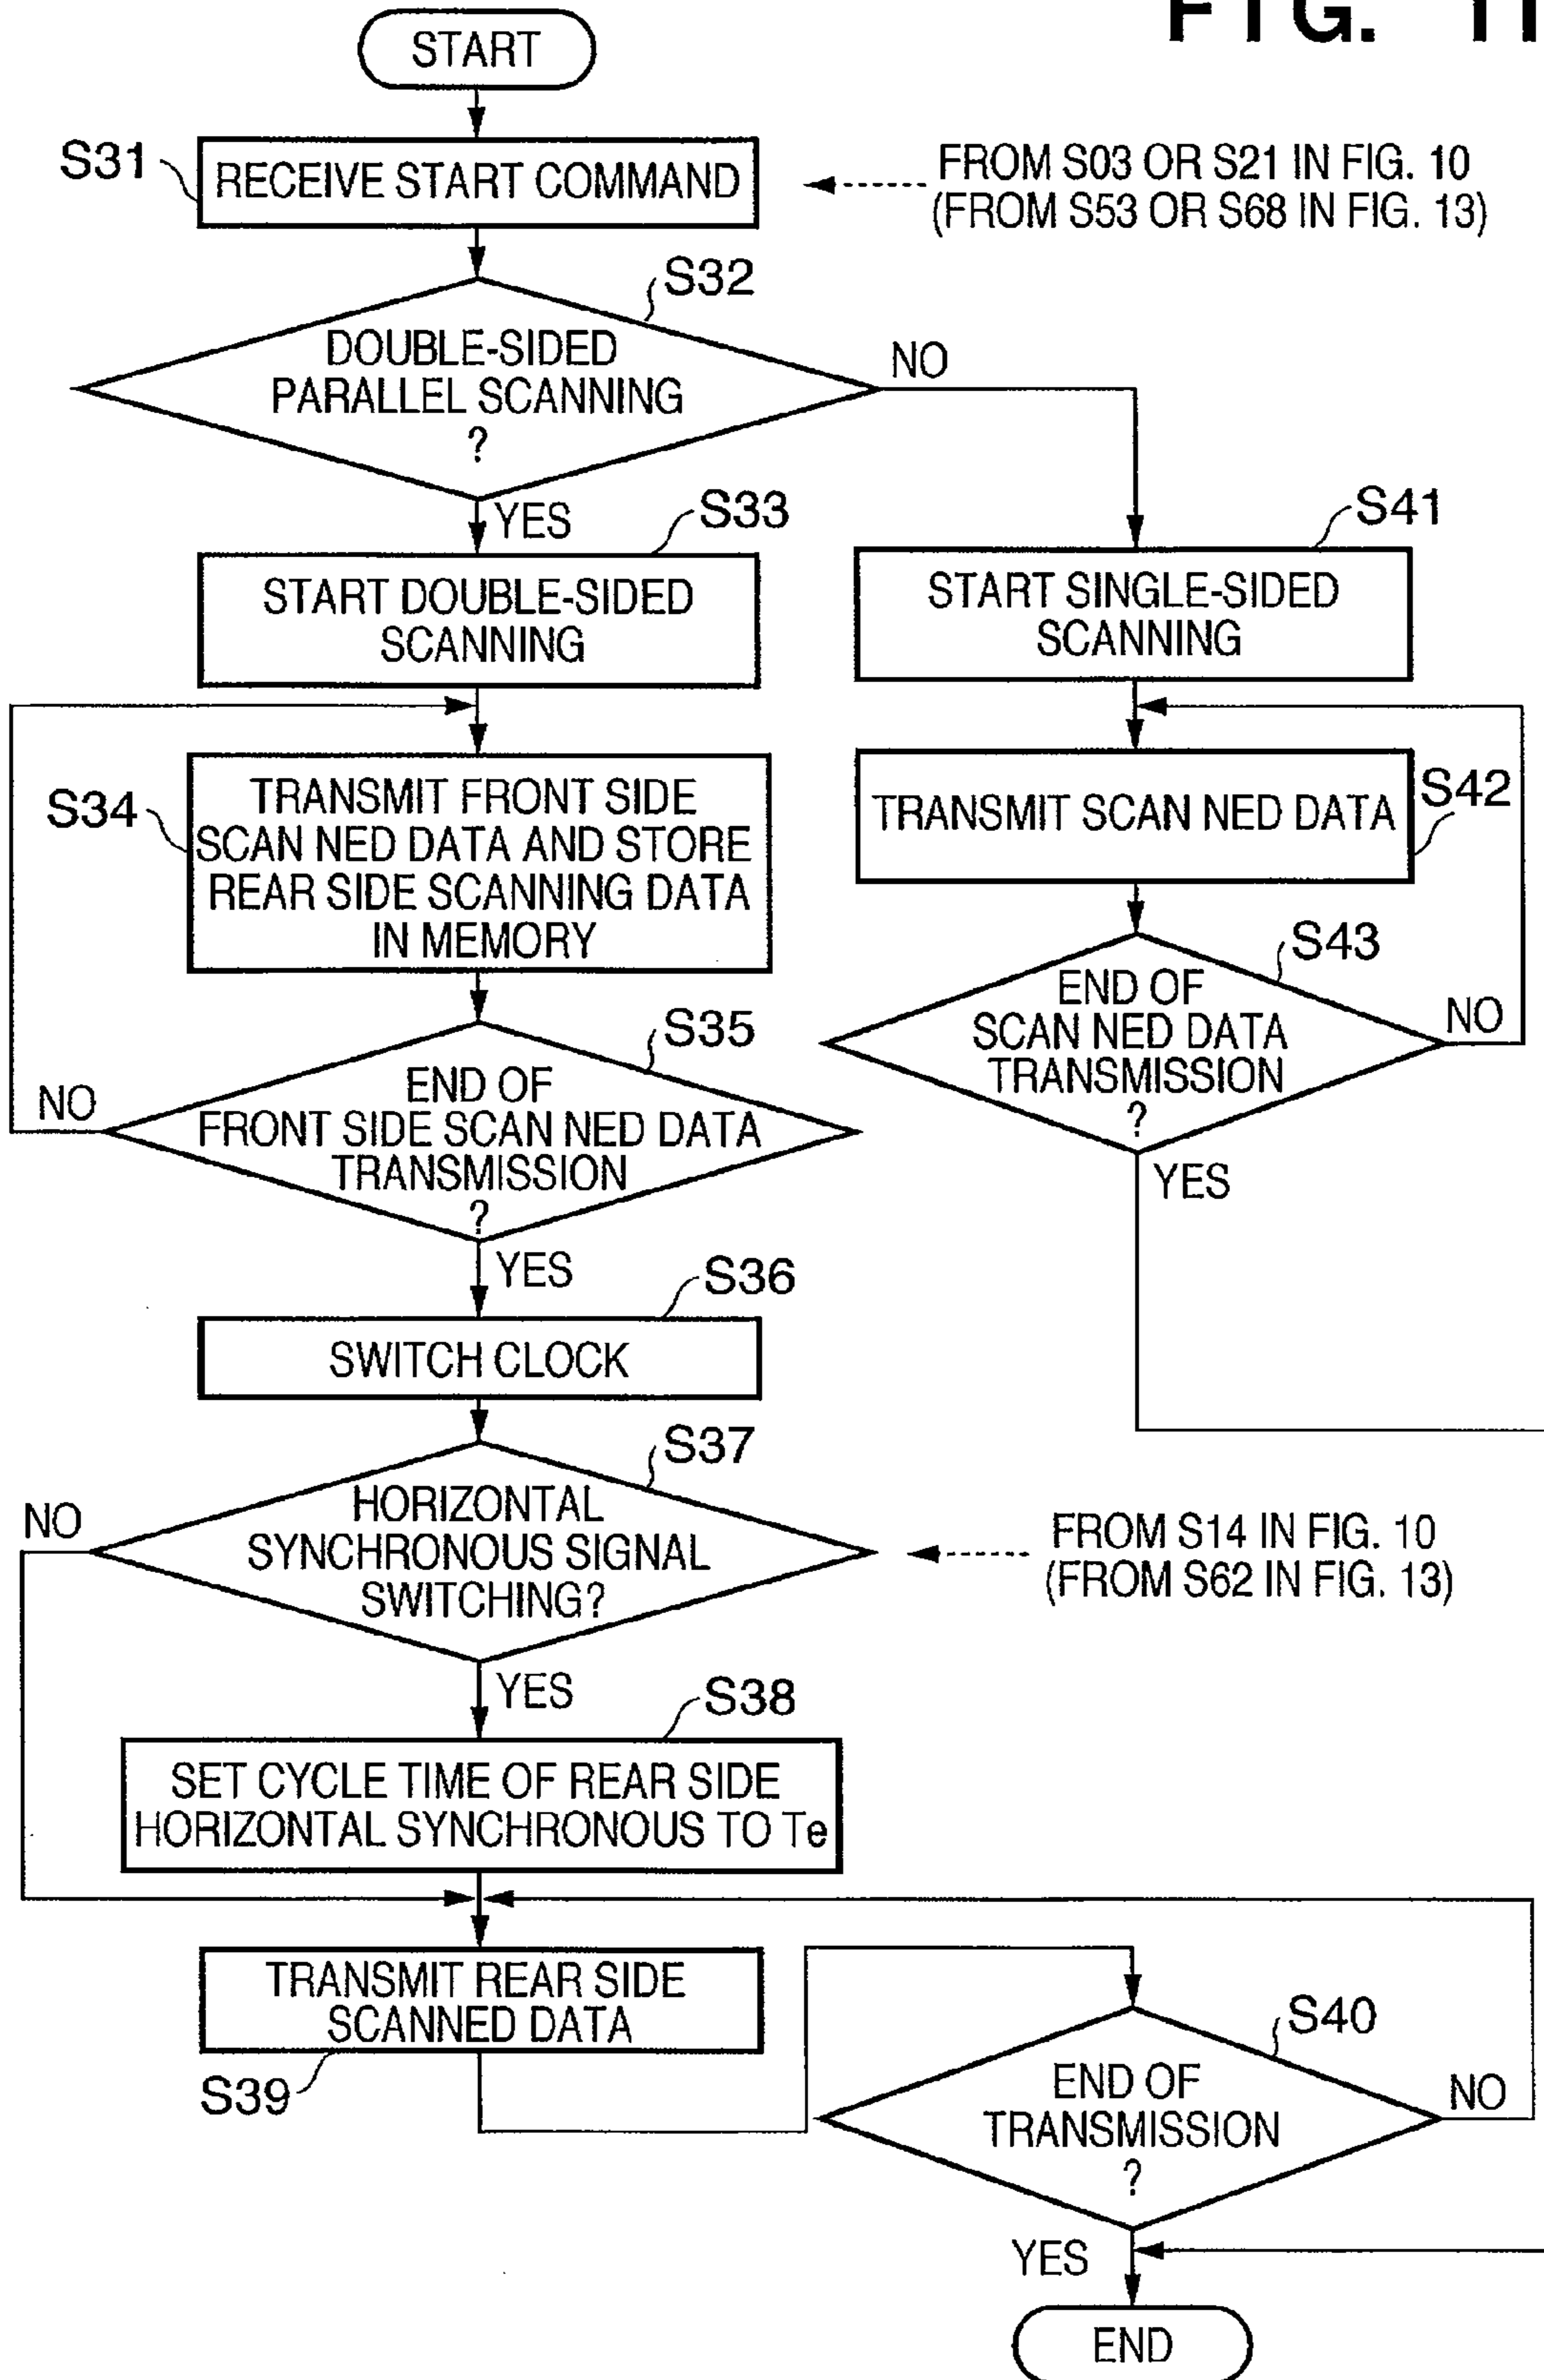 FIG. 11
START
S31
RECEIVE START COMMAND
FROM S03 OR S21 IN FIG. 10
(FROM S53 OR S68 IN FIG. 13)
S32
DOUBLE-SIDED
PARALLEL SCANNING
?
NO
YES
S33
START DOUBLE-SIDED
SCANNING
S41
START SINGLE-SIDED
SCANNING
S34
TRANSMIT FRONT SIDE
SCAN NED DATA AND STORE
REAR SIDE SCANNING DATA
IN MEMORY
TRANSMIT SCAN NED DATA
S42
S43
END OF
SCAN NED DATA
TRANSMISSION
?
NO
YES
S35
END OF
FRONT SIDE SCAN NED DATA
TRANSMISSION
?
NO
YES
S36
SWITCH CLOCK
S37
HORIZONTAL
SYNCHRONOUS SIGNAL
SWITCHING?
NO
FROM S14 IN FIG. 10
(FROM S62 IN FIG. 13)
YES
S38
SET CYCLE TIME OF REAR SIDE
HORIZONTAL SYNCHRONOUS TO Te
TRANSMIT REAR SIDE
SCANNED DATA
S39
S40
END OF
TRANSMISSION
?
NO
YES
END